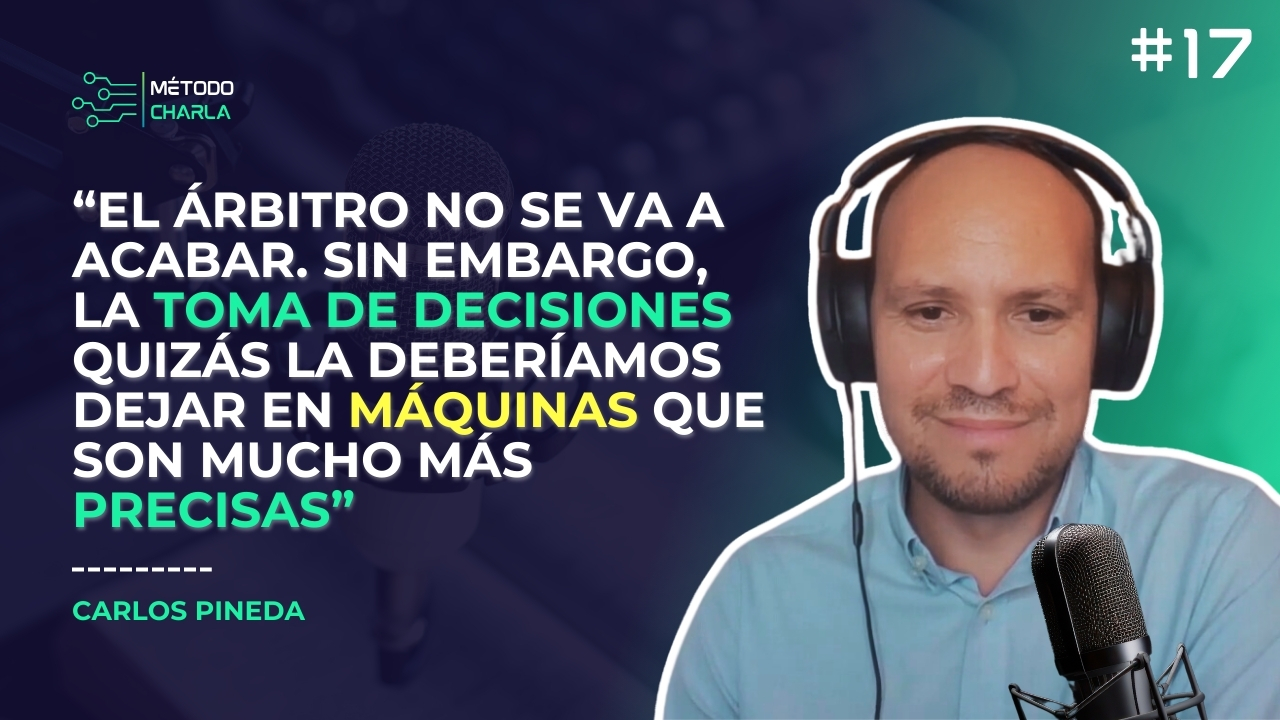 #17
MÉTODO
CHARLA
“EL ÁRBITRO NO SE VA A
ACABAR. SIN EMBARGO,
LA TOMA DE DECISIONES
QUIZÁS LA DEBERÍAMOS
DEJAR EN MÁQUINAS QUE
SON MUCHO MÁS
PRECISAS”
---------
CARLOS PINEDA